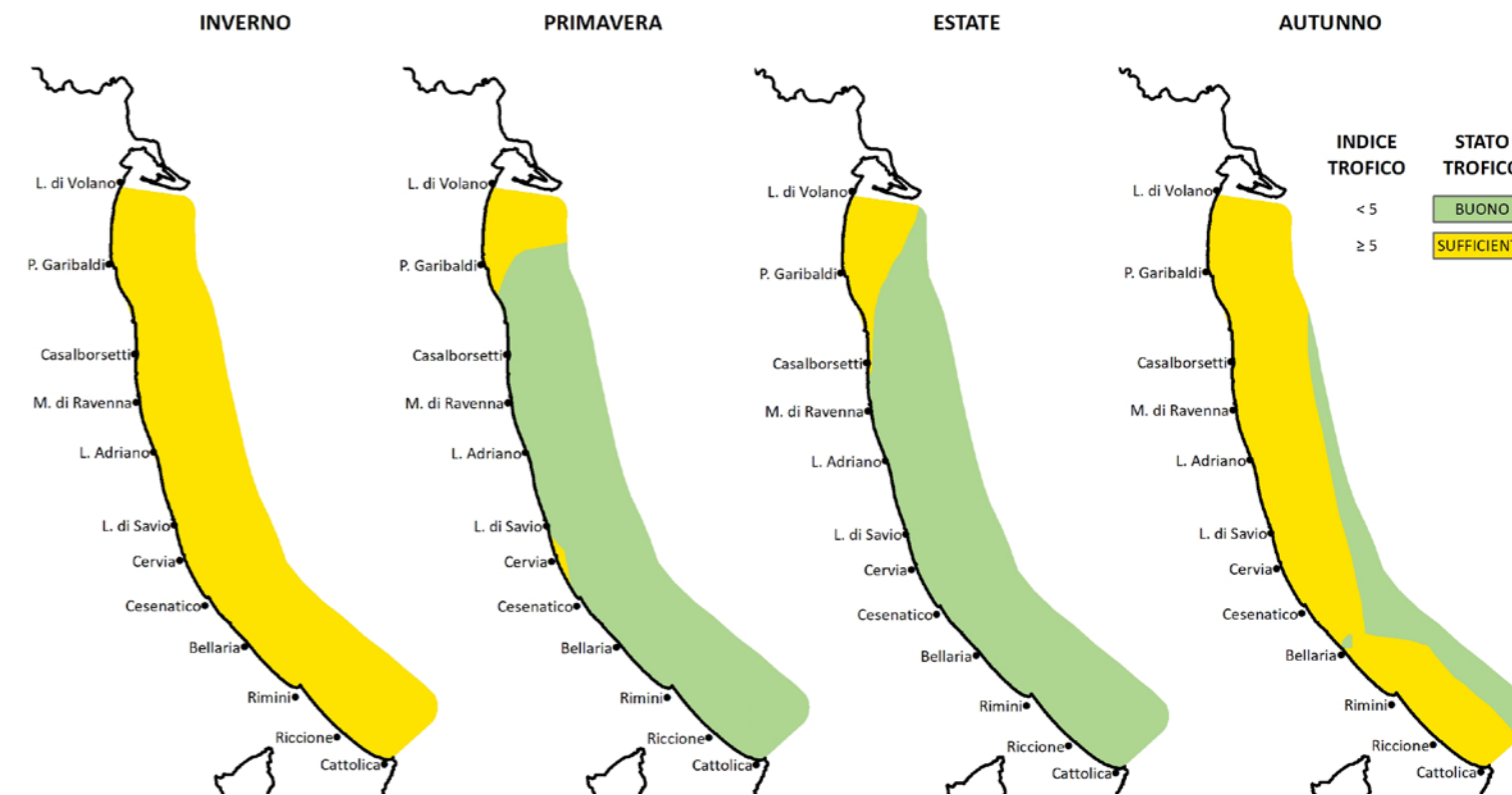 INVERNO
L. di Volano
P. Garibaldi
Casalborsetti
M. di Ravenna
L. Adriano
L. di Savio
Cervia
Cesenatico
Bellaria
Rimini
Riccione
Cattolica
PRIMAVERA
L. di Volano
P. Garibaldi
Casalborsetti
M. di Ravenna
L. Adriano
L. di Savio
Cervia
Cesenatico
Bellaria
Rimini
Riccione
Cattolica
ESTATE
L. di Volano
P. Garibaldi
Casalborsetti
M. di Ravenna
L. Adriano
L. di Savio
Cervia
Cesenatico
Bellaria
Rimini
Riccione
Cattolica
AUTUNNO
L. di Volano
P. Garibaldi
Casalborsetti
M. di Ravenna
L. Adriano
L. di Savio
Cervia
Cesenatico
Bellaria
Rimini
Riccione
Cattolica
INDICE STATO
TROFICO TROFICO
< 5 BUONO
≥ 5 SUFFICIENT